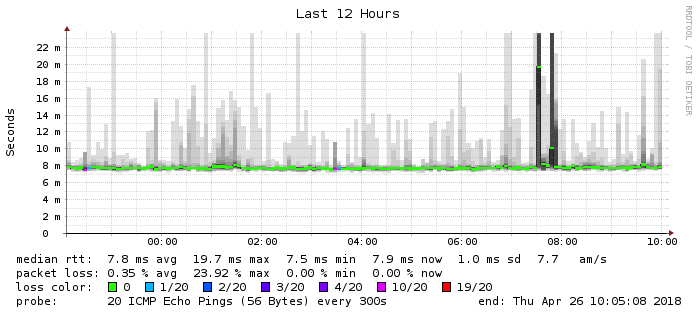 Last 12 Hours
RRDTOOL / TOBI OETIKER
Seconds
22 m
20 m
18 m
16 m
14 m
12 m
10 m
8 m
6 m
4 m
2 m
0
00:00 02:00 04:00 06:00 08:00 10:00
median rtt: 7.8 ms avg 19.7 ms max 7.5 ms min 7.9 ms now 1.0 ms sd 7.7 am/s
packet loss: 0.35 % avg 23.92 % max 0.00 % min 0.00 % now
loss color: 0 1/20 2/20 3/20 4/20 10/20 19/20
probe: 20 ICMP Echo Pings (56 Bytes) every 300s end: Thu Apr 26 10:05:08 2018